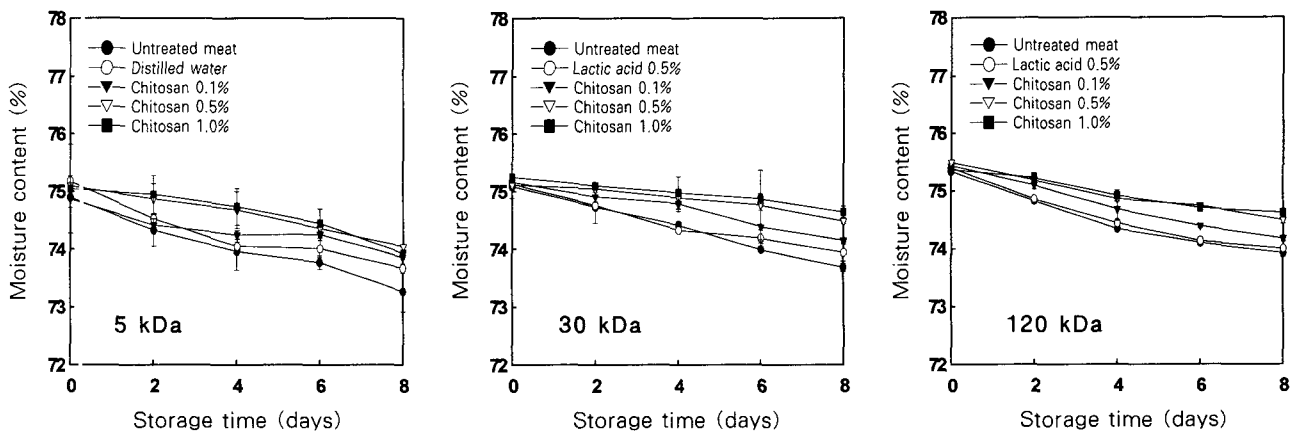 78
77
76
75
74
73
72
Moisture content (%)
Untreated meat
Distilled water
Chitosan 0.1%
Chitosan 0.5%
Chitosan 1.0%
5 kDa
0 2 4 6 8
Storage time (days)
78
77
76
75
74
73
72
Moisture content (%)
Untreated meat
Lactic acid 0.5%
Chitosan 0.1%
Chitosan 0.5%
Chitosan 1.0%
30 kDa
0 2 4 6 8
Storage time (days)
78
77
76
75
74
73
72
Moisture content (%)
Untreated meat
Lactic acid 0.5%
Chitosan 0.1%
Chitosan 0.5%
Chitosan 1.0%
120 kDa
0 2 4 6 8
Storage time (days)